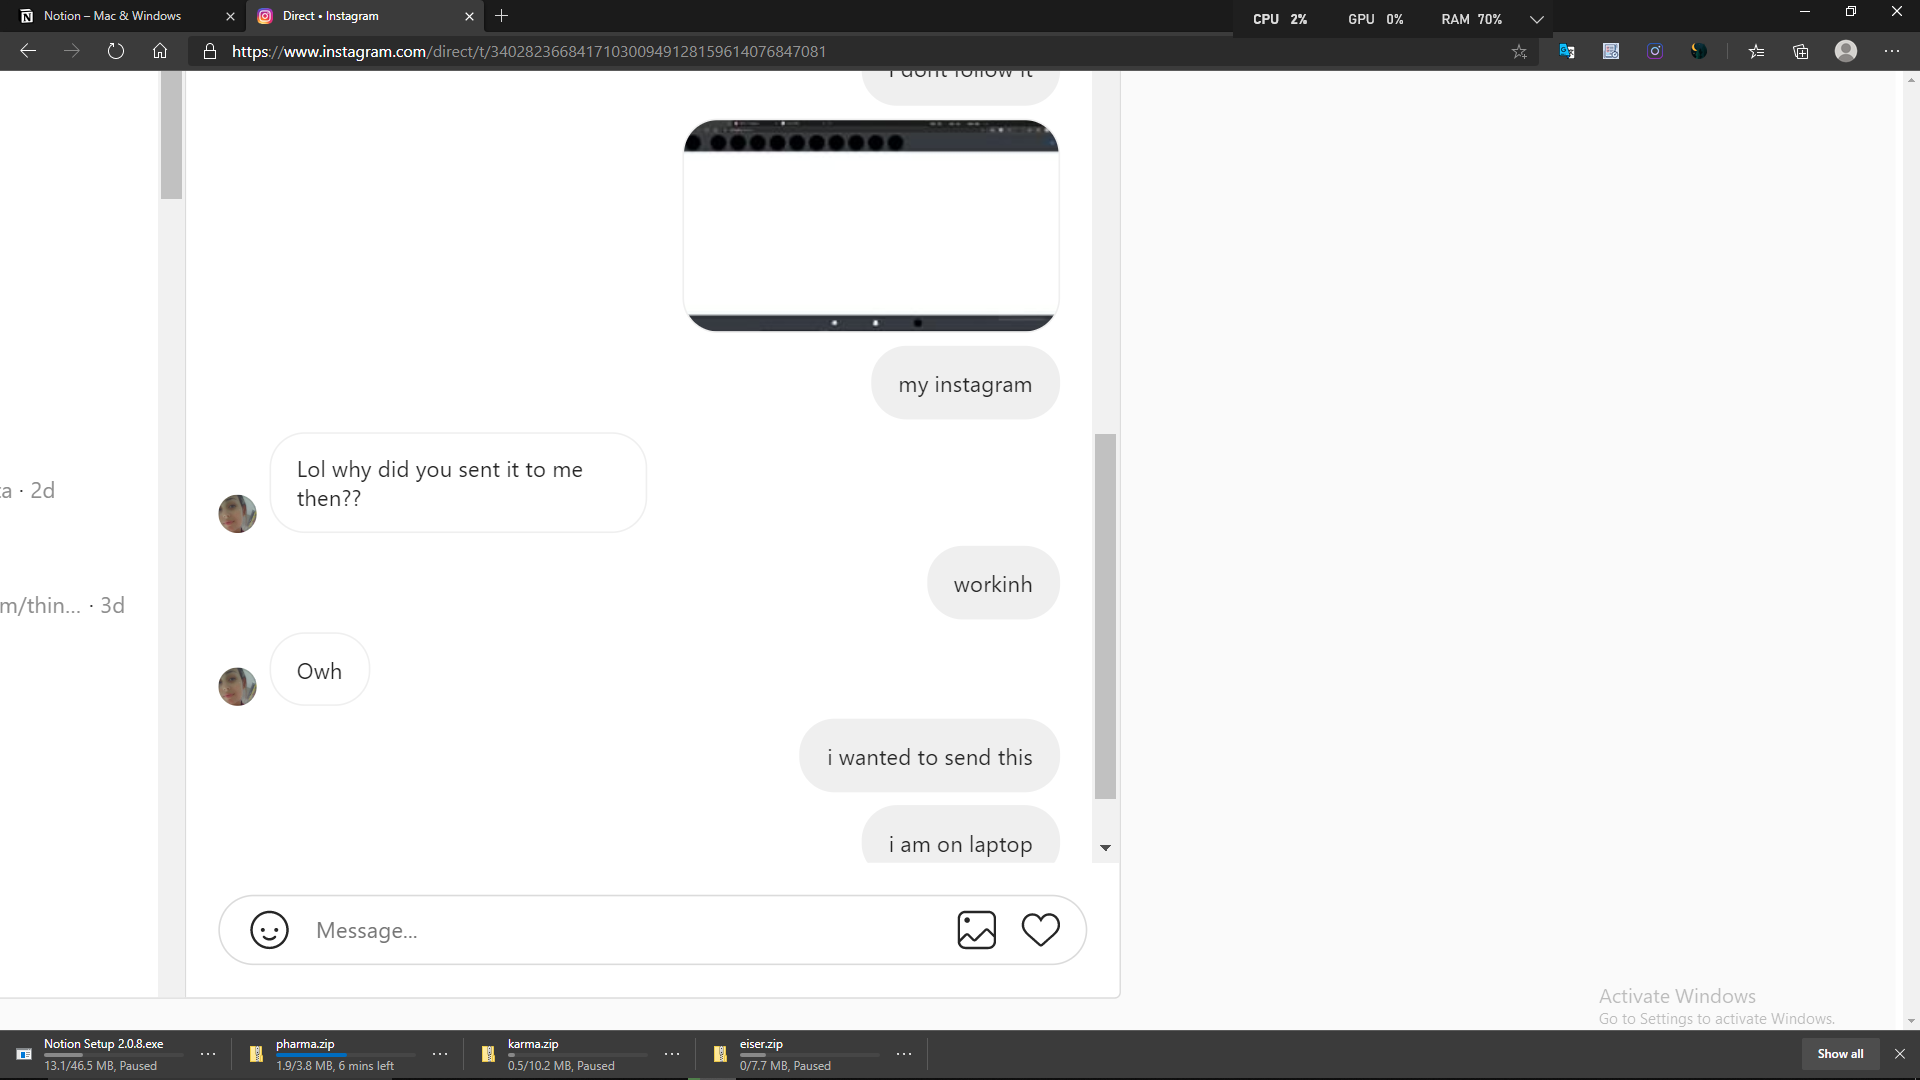 Notion – Mac & Windows
Direct • Instagram
CPU 2% GPU 0% RAM 70%
https://www.instagram.com/direct/t/340282366841710300949128159614076847081
I dont follow it
my instagram
Lol why did you sent it to me
then??
ta · 2d
workinh
m/thin... · 3d
Owh
i wanted to send this
i am on laptop
Message...
Activate Windows
Go to Settings to activate Windows.
Notion Setup 2.0.8.exe
13.1/46.5 MB, Paused
pharma.zip
1.9/3.8 MB, 6 mins left
karma.zip
0.5/10.2 MB, Paused
eiser.zip
0/7.7 MB, Paused
Show all